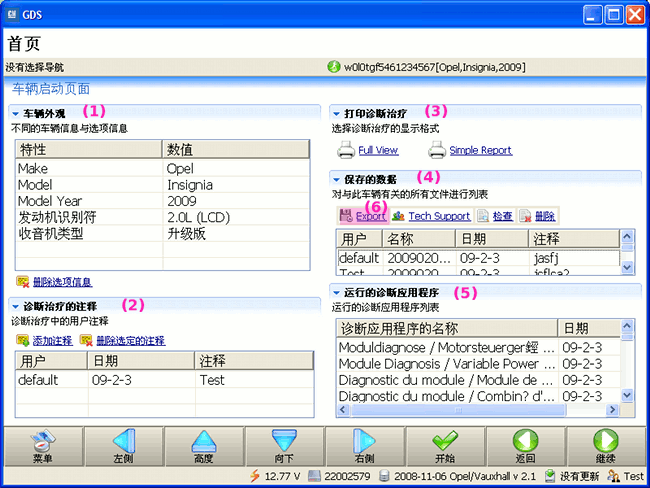 GDS
首页
没有选择导航
w0l0tgf5461234567[Opel,Insignia,2009]
车辆启动页面
车辆外观 (1)
不同的车辆信息与选项信息
特性 数值
Make Opel
Model Insignia
Model Year 2009
发动机识别符 2.0L (LCD)
收音机类型 升级版
删除选项信息
诊断治疗的注释 (2)
诊断治疗中的用户注释
添加注释 删除选定的注释
用户 日期 注释
default 09-2-3 Test
打印诊断治疗 (3)
选择诊断治疗的显示格式
Full View Simple Report
保存的数据 (4)
对与此车辆有关的所有文件进行列表
(6)
Export Tech Support 检查 删除
用户 名称 日期 注释
default 2009020... 09-2-3 jasfj
Test 2009020... 09-2-3
运行的诊断应用程序 (5)
运行的诊断应用程序列表
诊断应用程序的名称 日期
Moduldiagnose / Motorsteuerger蛵 ... 09-2-3
Module Diagnosis / Variable Power ... 09-2-3
Diagnostic du module / Module de ... 09-2-3
Diagnostic du module / Combin? d'... 09-2-3
菜单 左侧 高度 向下 右侧 开始 返回 继续
12.77 V 22002579 2008-11-06 Opel/Vauxhall v 2.1 没有更新 Test